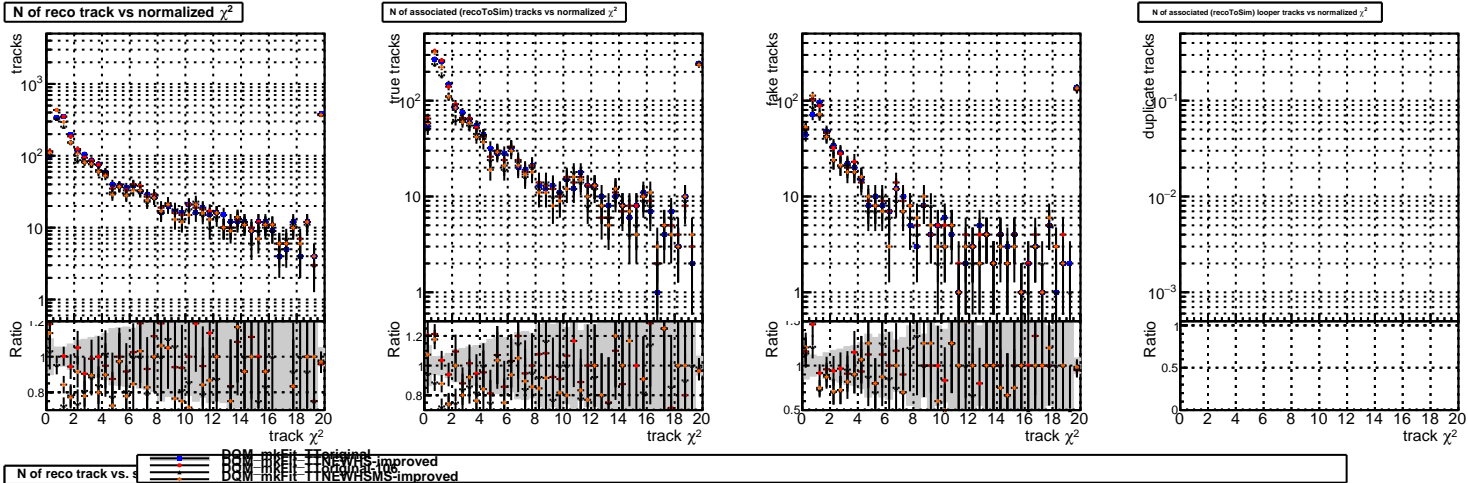 N of reco track vs normalized χ²
N of associated (recoToSim) tracks vs normalized χ²
N of associated (recoToSim) looper tracks vs normalized χ²
tracks
10³
10²
10
1
Ratio
1.2
1
0.8
0 2 4 6 8 10 12 14 16 18 20
track χ²
true tracks
10²
10
1
Ratio
1.2
1
0.8
0 2 4 6 8 10 12 14 16 18 20
track χ²
fake tracks
10²
10
1
Ratio
1.5
1
0.5
0 2 4 6 8 10 12 14 16 18 20
track χ²
duplicate tracks
10⁻¹
10⁻²
10⁻³
Ratio
1
0.5
0
0 2 4 6 8 10 12 14 16 18 20
track χ²
N of reco track vs.
DQM_mkFit_TToriginal
DQM_mkFit_TTNEWHS-improved
DQM_mkFit_TToriginal-106
DQM_mkFit_TTNEWHSMS-improved